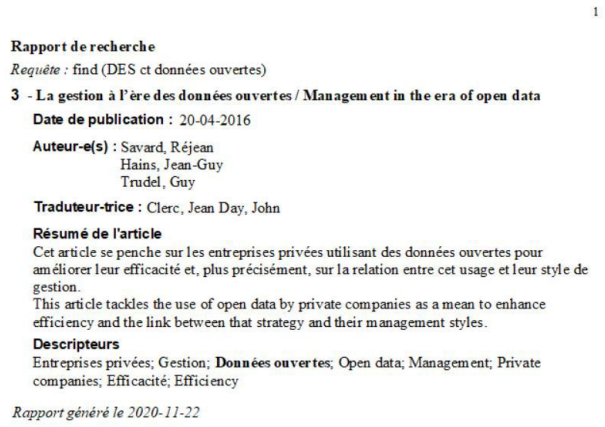 1
Rapport de recherche
Requête : find (DES ct données ouvertes)
3 - La gestion à l’ère des données ouvertes / Management in the era of open data
Date de publication : 20-04-2016
Auteur-e(s) : Savard, Réjean
Hains, Jean-Guy
Trudel, Guy
Traduteur-trice : Clerc, Jean Day, John
Résumé de l'article
Cet article se penche sur les entreprises privées utilisant des données ouvertes pour
améliorer leur efficacité et, plus précisément, sur la relation entre cet usage et leur style de
gestion.
This article tackles the use of open data by private companies as a mean to enhance
efficiency and the link between that strategy and their management styles.
Descripteurs
Entreprises privées; Gestion; Données ouvertes; Open data; Management; Private
companies; Efficacité; Efficiency
Rapport généré le 2020-11-22